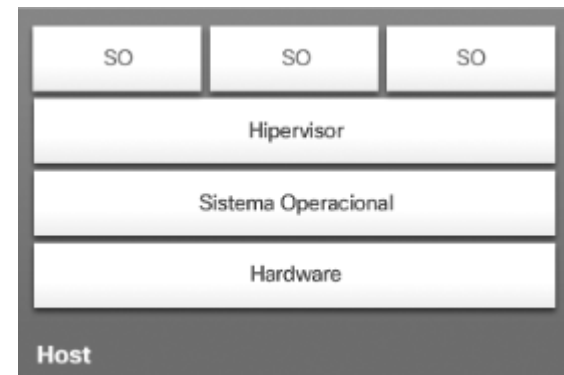 SO SO SO
Hipervisor
Sistema Operacional
Hardware
Host